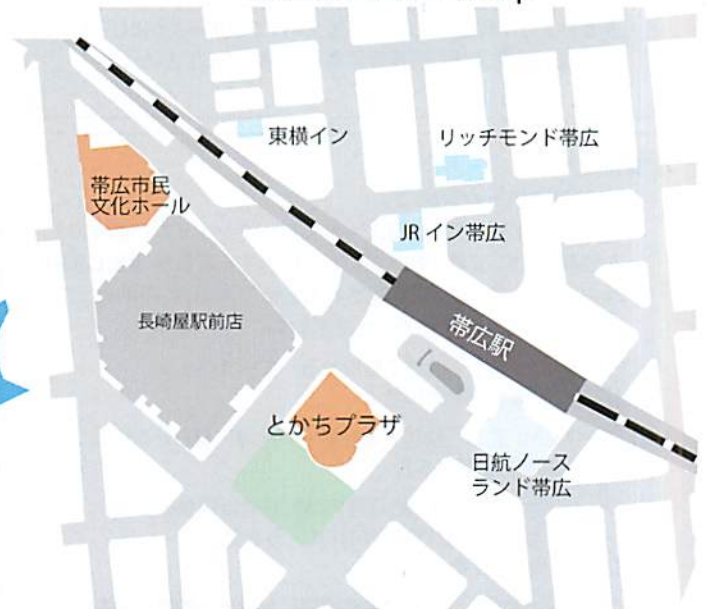 東横イン
リッチモンド帯広
帯広市民
文化ホール
JR イン帯広
長崎屋駅前店
帯広駅
とかちプラザ
日航ノース
ランド帯広